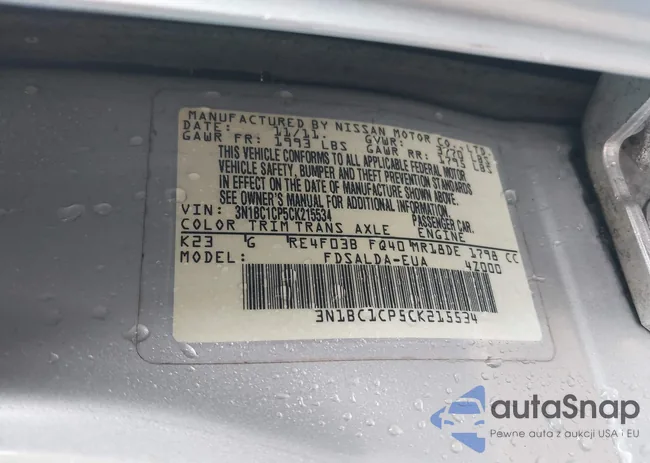 MANUFACTURED BY NISSAN MOTOR CO., LTD.
DATE: 11/11. GVWR:
GAWR FR: 1993 LBS GAWR RR: LBS
THIS VEHICLE CONFORMS TO ALL APPLICABLE FEDERAL MOTOR
VEHICLE SAFETY, BUMPER AND THEFT PREVENTION STANDARDS
IN EFFECT ON THE DATE OF MANUFACTURE SHOWN ABOVE.
SEE OWNER'S MANUAL FOR ADDITIONAL INFORMATION.
VIN: 3N1BC1CP5CK215534 PASSENGER CAR
COLOR TRIM TRANS AXLE ENGINE
K23 G RE4F03B FQ40 MR18DE 1798 CC
MODEL: FDSALDA-EUA 4Z000
3N1BC1CP5CK215534
autaSnap
Pewne auta z aukcji USA i EU